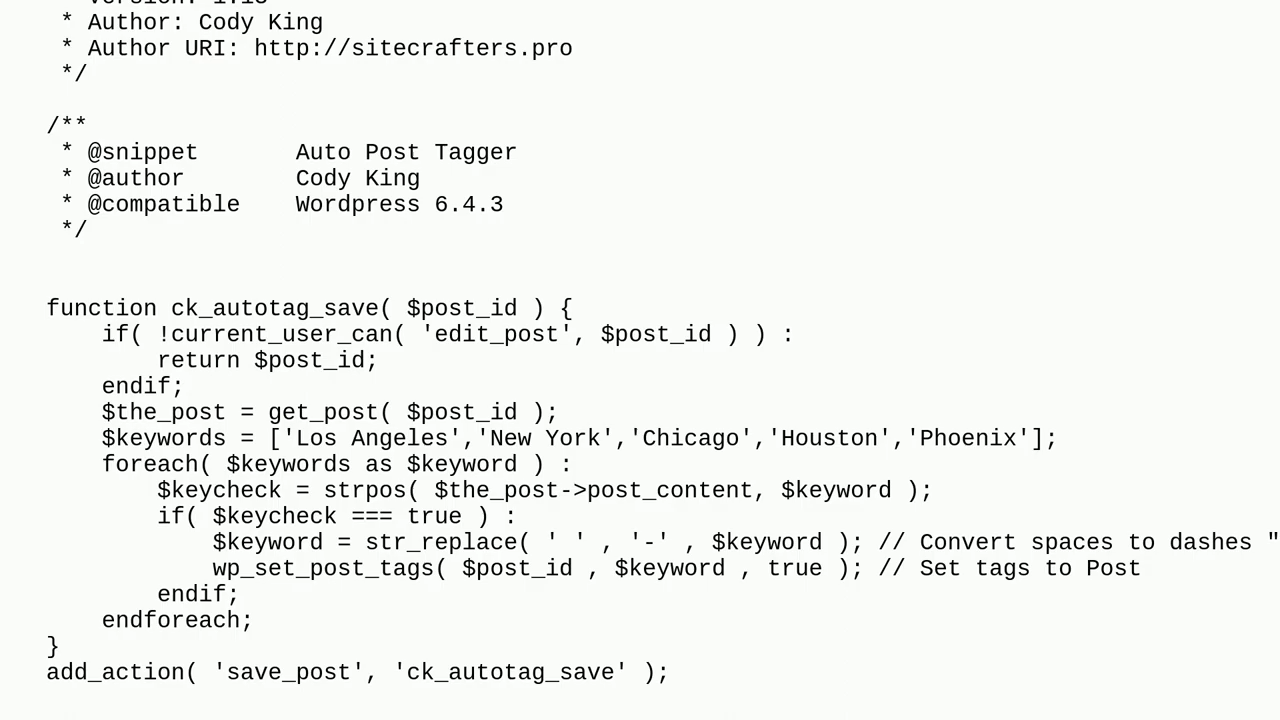 * Version: 1.13
* Author: Cody King
* Author URI: http://sitecrafters.pro
*/
/**
* @snippet Auto Post Tagger
* @author Cody King
* @compatible Wordpress 6.4.3
*/
function ck_autotag_save( $post_id ) {
if( !current_user_can( 'edit_post', $post_id ) ) :
return $post_id;
endif;
$the_post = get_post( $post_id );
$keywords = ['Los Angeles','New York','Chicago','Houston','Phoenix'];
foreach( $keywords as $keyword ) :
$keycheck = strpos( $the_post->post_content, $keyword );
if( $keycheck === true ) :
$keyword = str_replace( ' ' , '-' , $keyword ); // Convert spaces to dashes "
wp_set_post_tags( $post_id , $keyword , true ); // Set tags to Post
endif;
endforeach;
}
add_action( 'save_post', 'ck_autotag_save' );